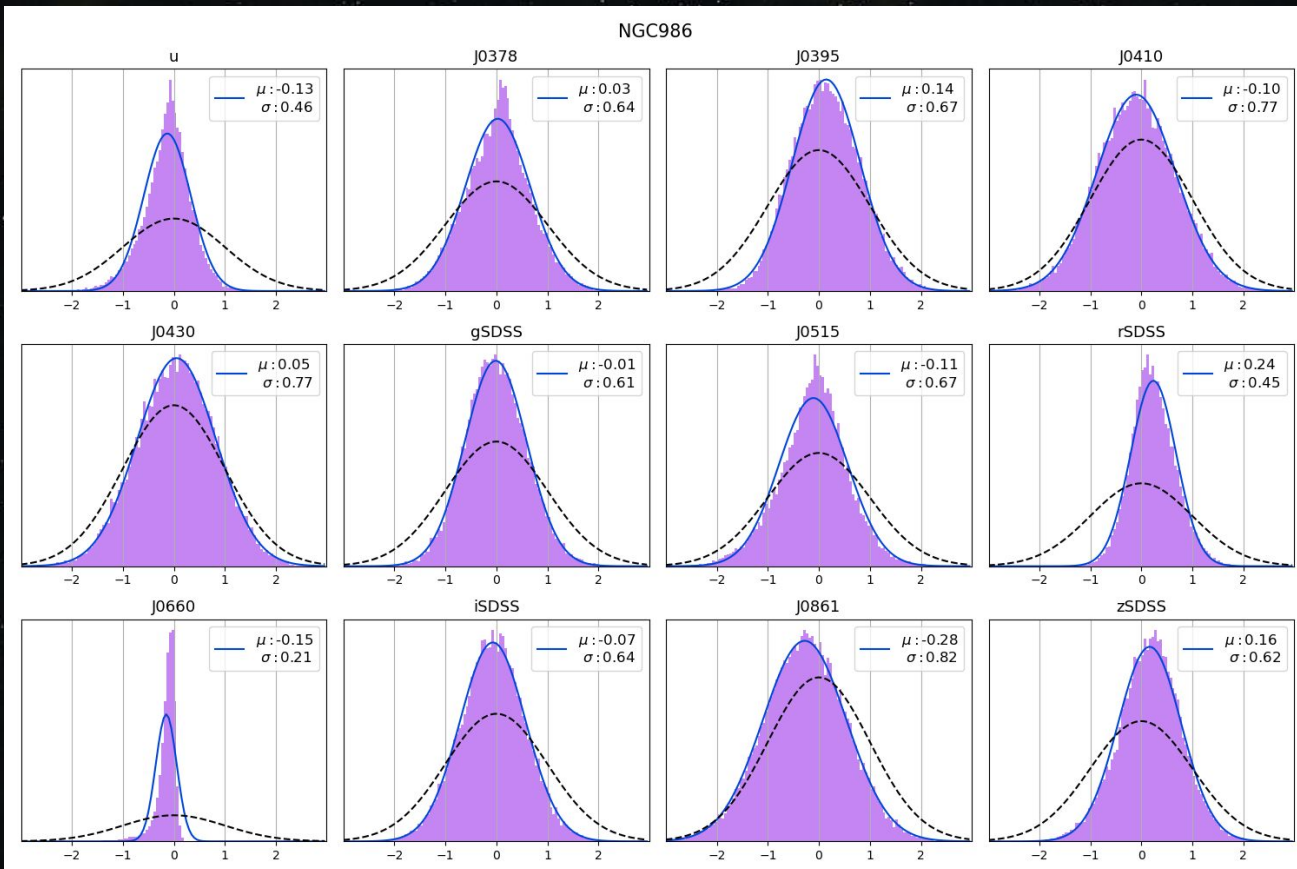 NGC986
u
μ:-0.13
σ:0.46
−2 −1 0 1 2
J0378
μ:0.03
σ:0.64
−2 −1 0 1 2
J0395
μ:0.14
σ:0.67
−2 −1 0 1 2
J0410
μ:-0.10
σ:0.77
−2 −1 0 1 2
J0430
μ:0.05
σ:0.77
−2 −1 0 1 2
gSDSS
μ:-0.01
σ:0.61
−2 −1 0 1 2
J0515
μ:-0.11
σ:0.67
−2 −1 0 1 2
rSDSS
μ:0.24
σ:0.45
−2 −1 0 1 2
J0660
μ:-0.15
σ:0.21
−2 −1 0 1 2
iSDSS
μ:-0.07
σ:0.64
−2 −1 0 1 2
J0861
μ:-0.28
σ:0.82
−2 −1 0 1 2
zSDSS
μ:0.16
σ:0.62
−2 −1 0 1 2